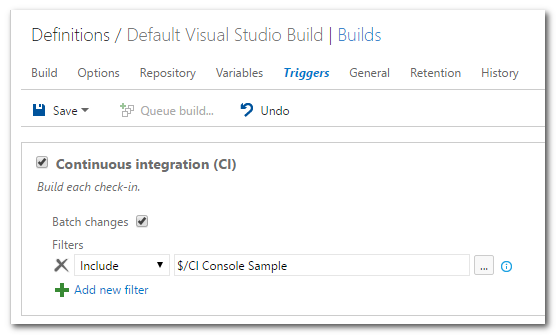 Definitions / Default Visual Studio Build | Builds
Build Options Repository Variables Triggers General Retention History
Save Queue build... Undo
Continuous integration (CI)
Build each check-in.
Batch changes
Filters
Include $/CI Console Sample ...
Add new filter